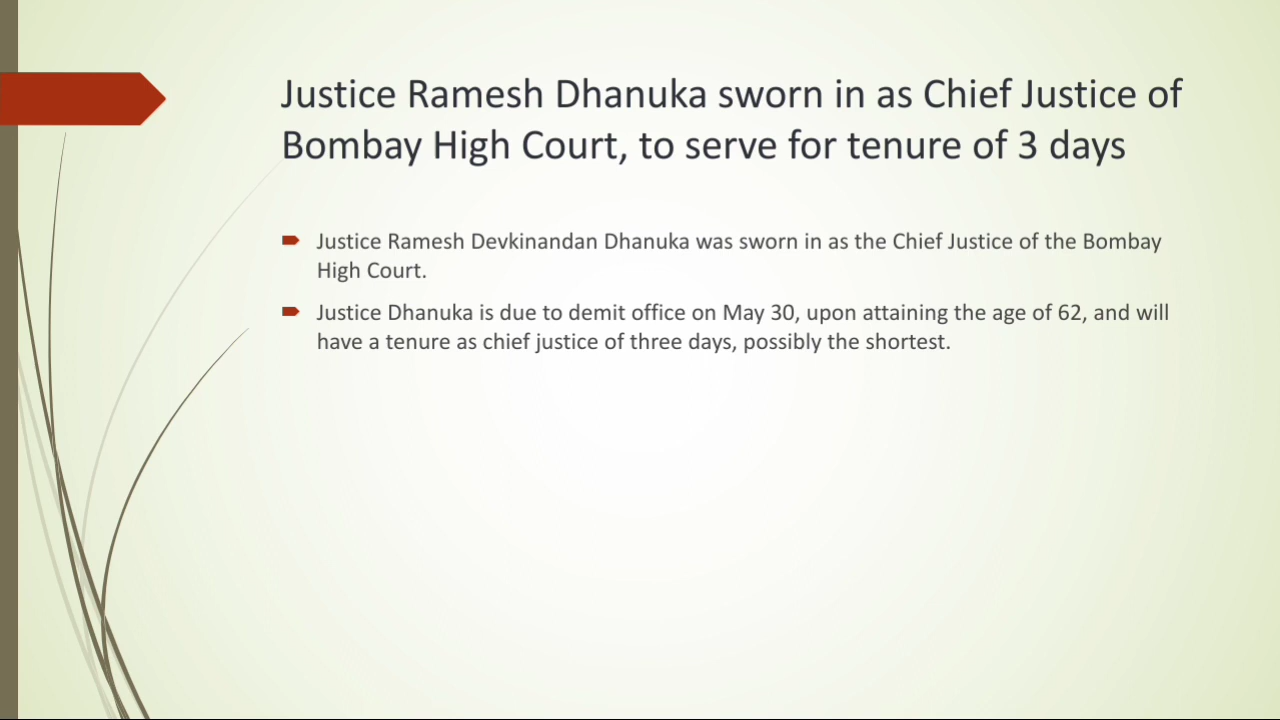 Justice Ramesh Dhanuka sworn in as Chief Justice of
Bombay High Court, to serve for tenure of 3 days
Justice Ramesh Devkinandan Dhanuka was sworn in as the Chief Justice of the Bombay
High Court.
Justice Dhanuka is due to demit office on May 30, upon attaining the age of 62, and will
have a tenure as chief justice of three days, possibly the shortest.